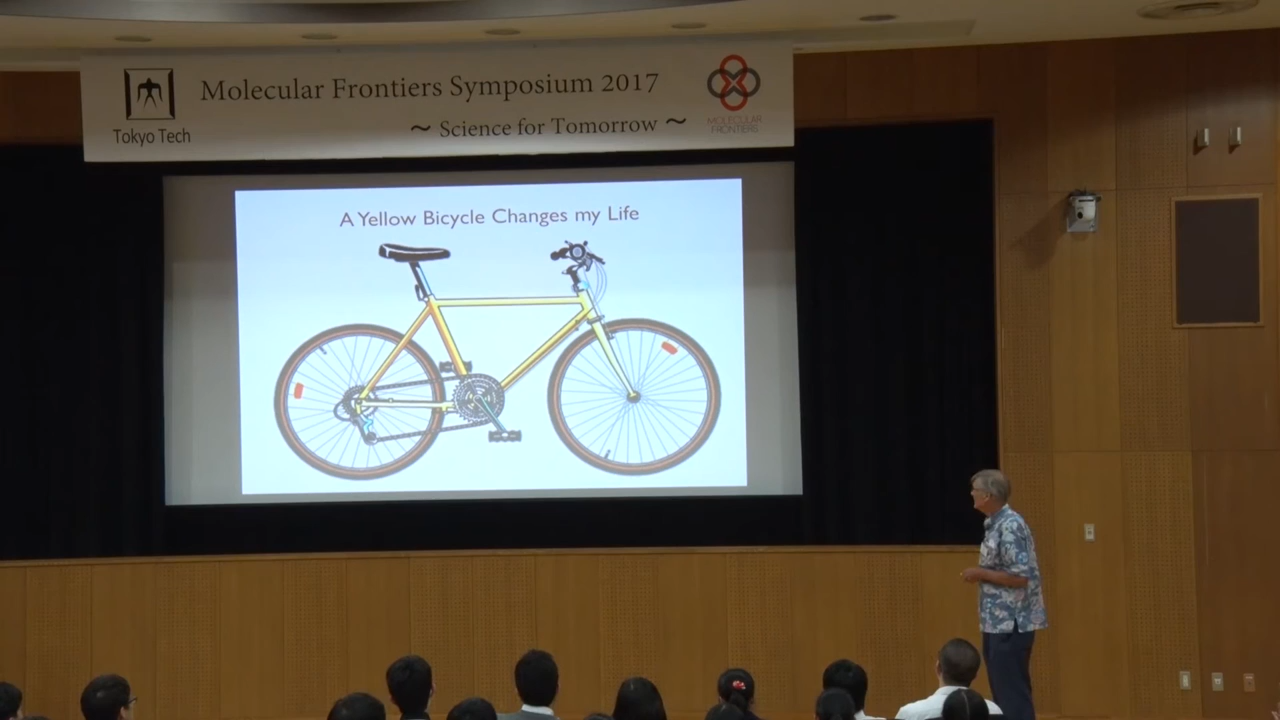 Molecular Frontiers Symposium 2017
~ Science for Tomorrow ~
Tokyo Tech
MOLECULAR
FRONTIERS
A Yellow Bicycle Changes my Life